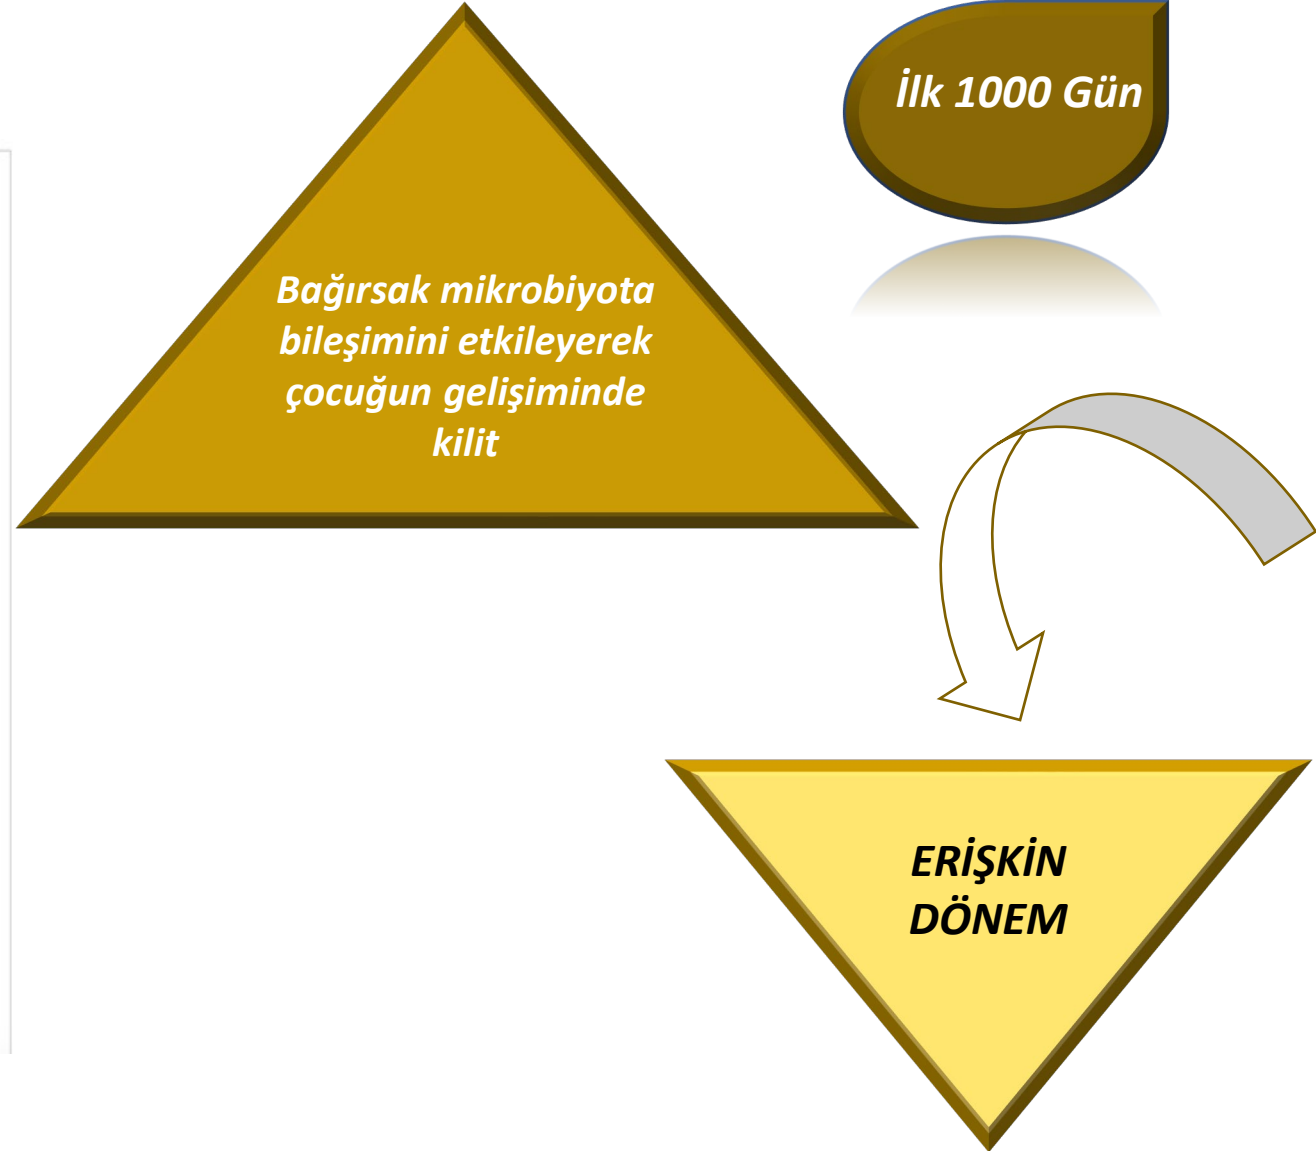 İlk 1000 Gün
Bağırsak mikrobiyota
bileşimini etkileyerek
çocuğun gelişiminde
kilit
ERİŞKİN
DÖNEM